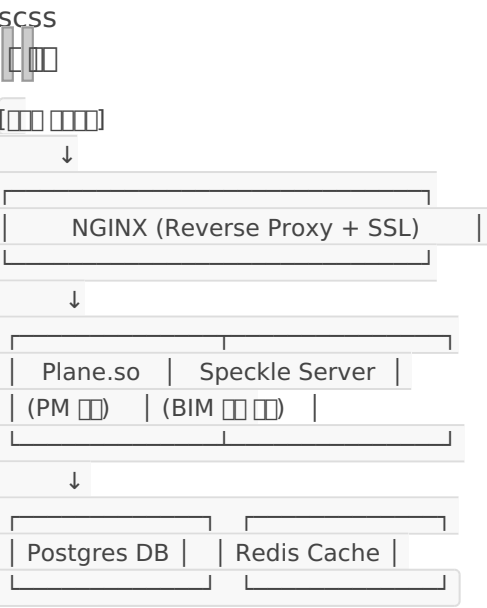 scss
↓
NGINX (Reverse Proxy + SSL)
↓
Plane.so │ Speckle Server
(PM │ (BIM
↓
Postgres DB │ │ Redis Cache